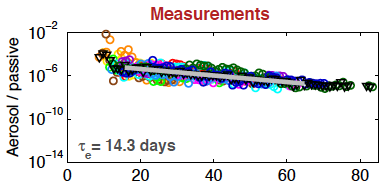 Measurements
10−2
10−6
10−10
10−14
Aerosol / passive
τe= 14.3 days
0 20 40 60 80